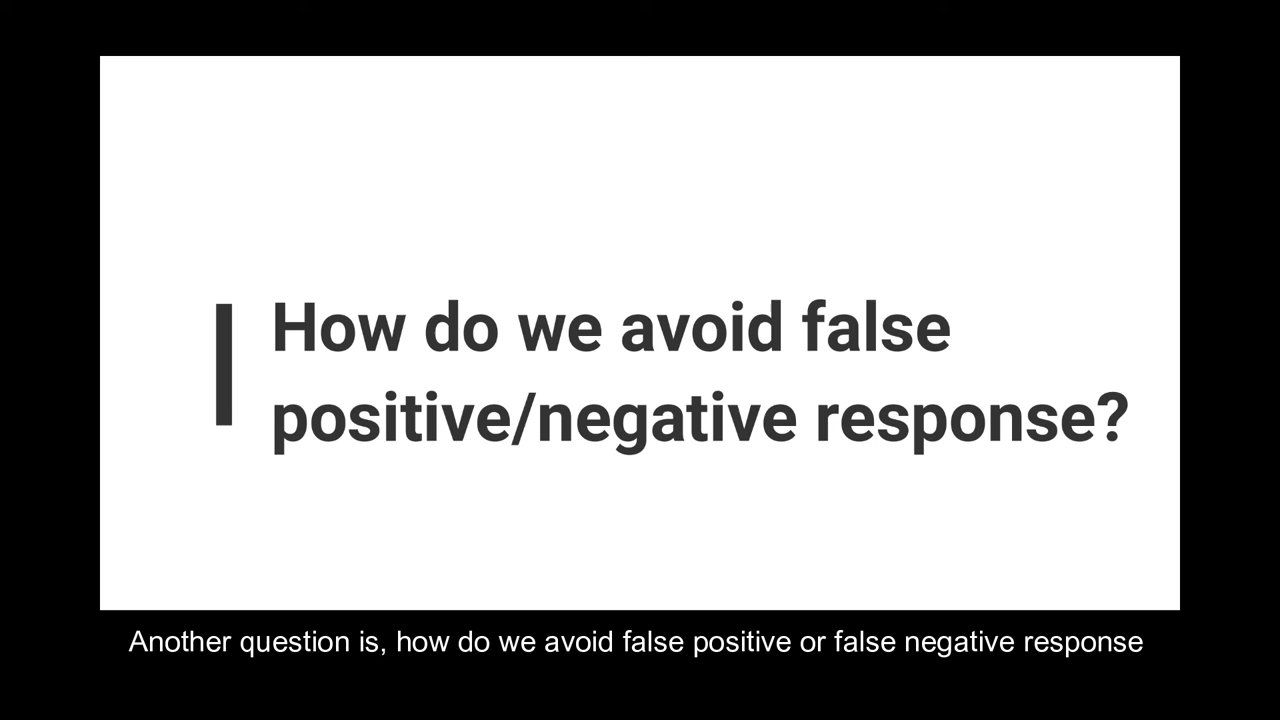 How do we avoid false
positive/negative response?
Another question is, how do we avoid false positive or false negative response